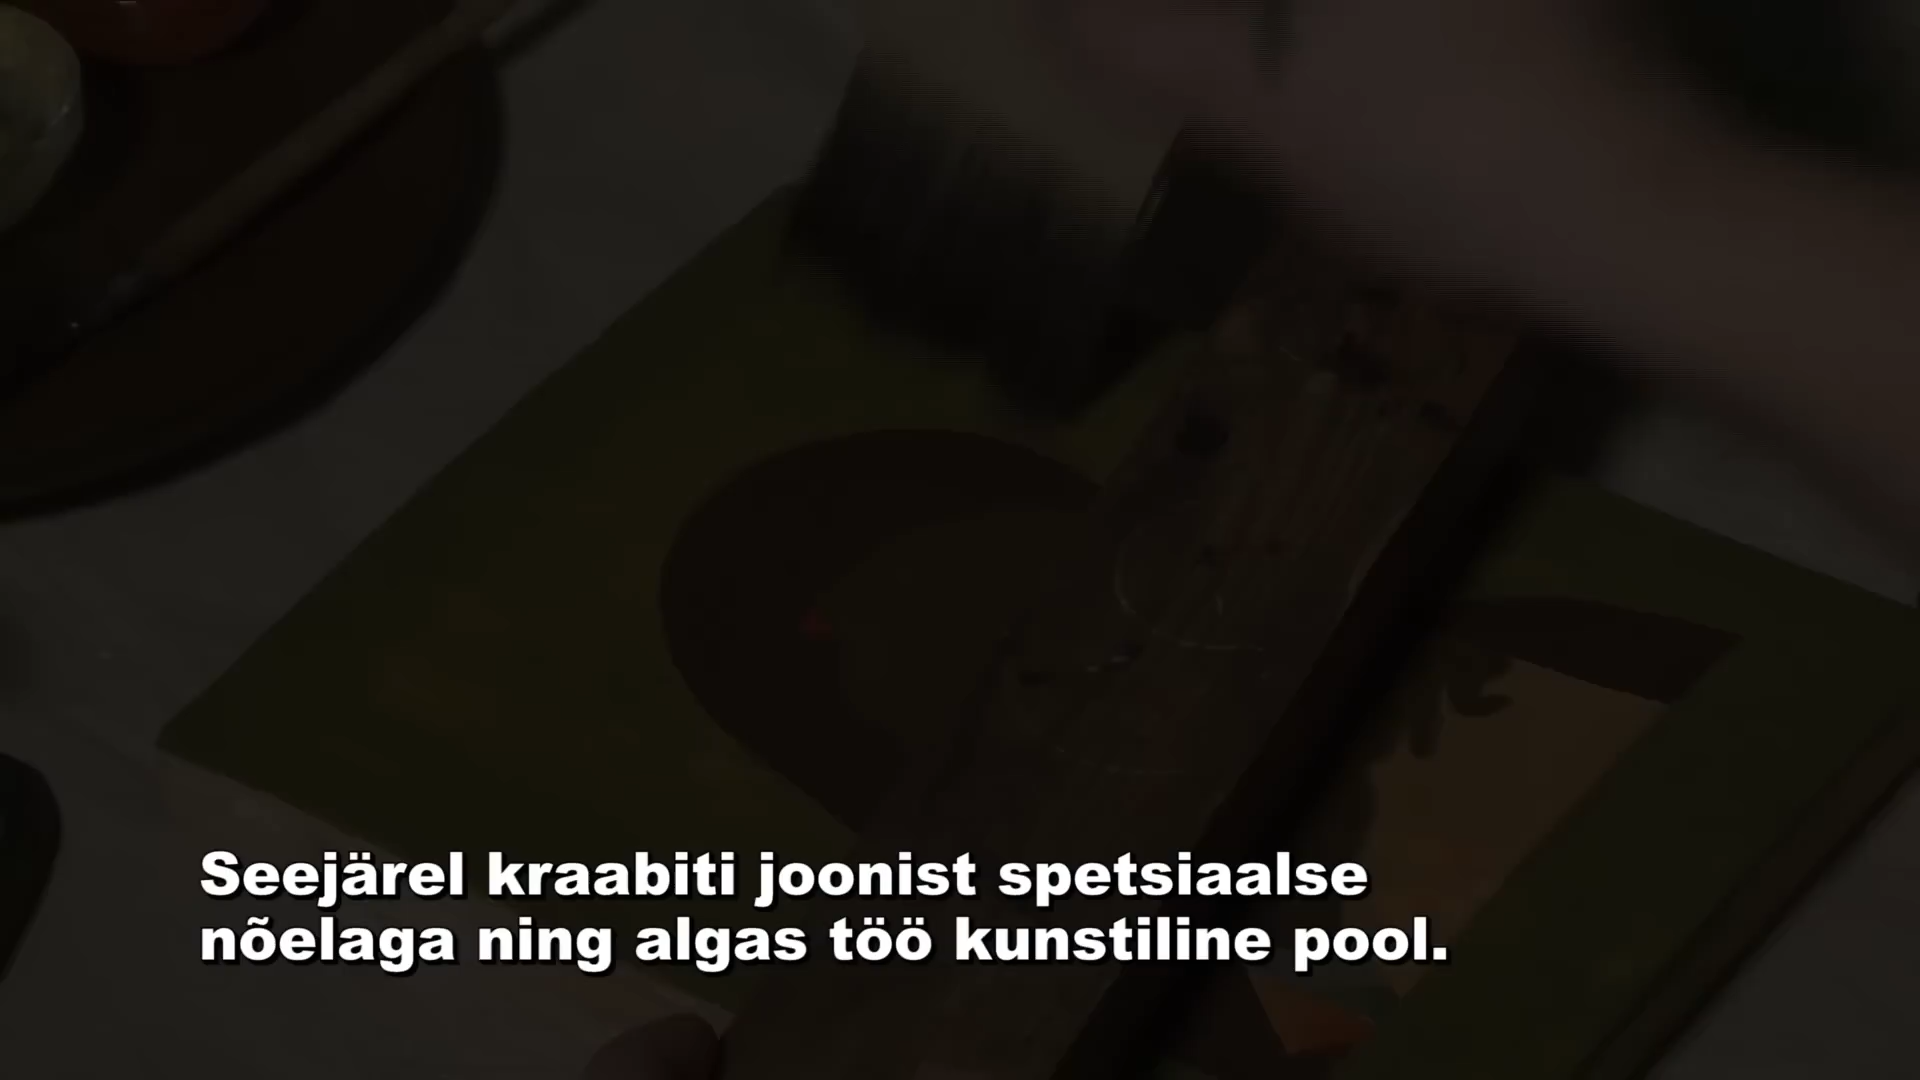 Seejärel kraabiti joonist spetsiaalse
nõelaga ning algas töö kunstiline pool.